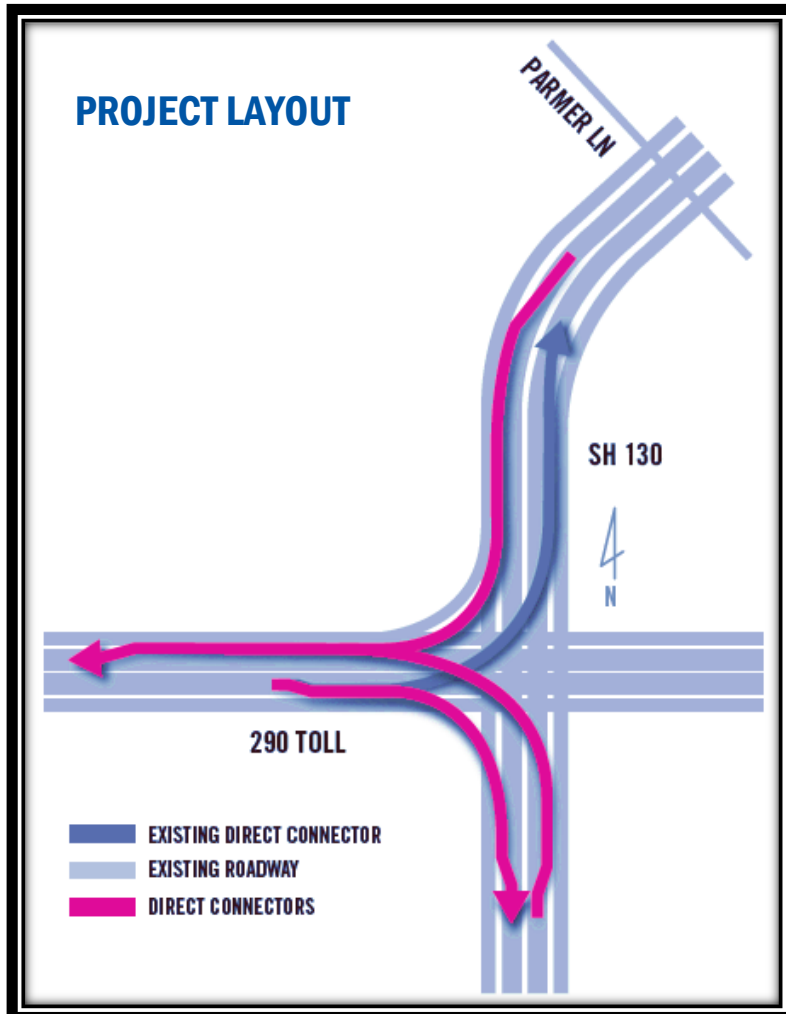 PROJECT LAYOUT
PARMER LN
SH 130
N
290 TOLL
EXISTING DIRECT CONNECTOR
EXISTING ROADWAY
DIRECT CONNECTORS